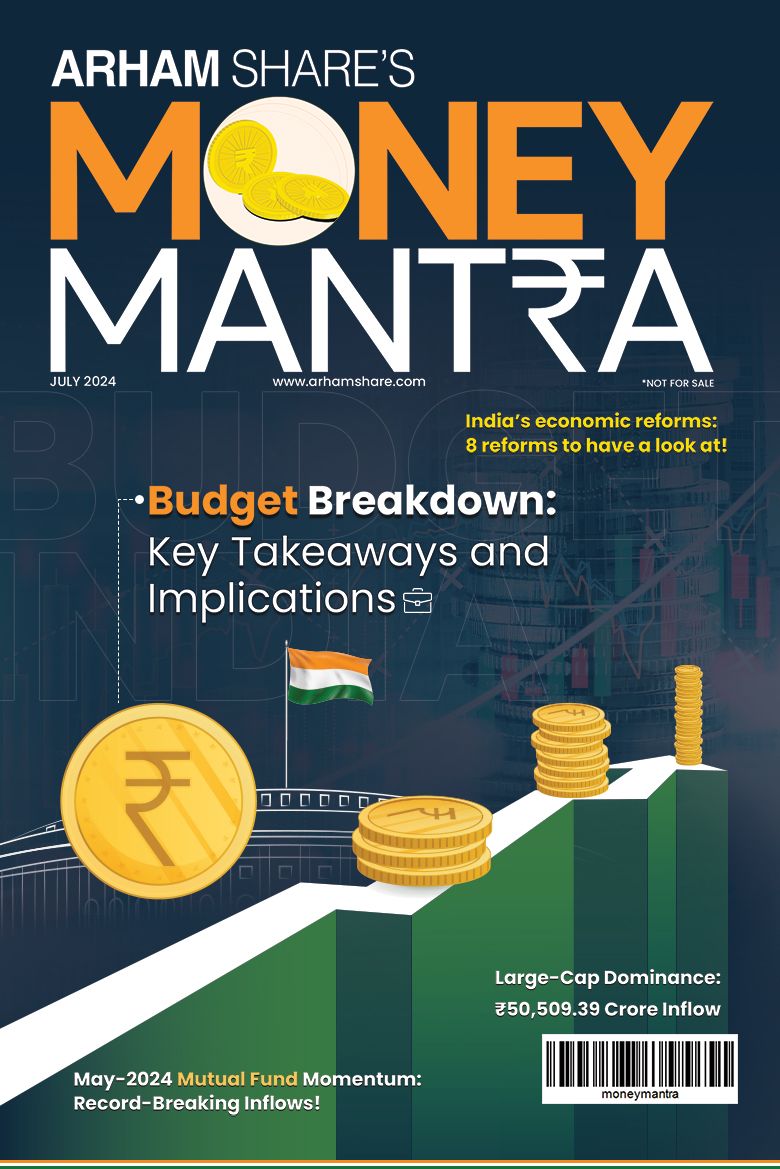 ARHAM SHARE'S
MONEY
MANT₹A
JULY 2024
www.arhamshare.com
*NOT FOR SALE
India's economic reforms:
8 reforms to have a look at!
BUDGET
INDIA
Budget Breakdown:
Key Takeaways and
Implications
Large-Cap Dominance:
₹50,509.39 Crore Inflow
moneymantra
May-2024 Mutual Fund Momentum:
Record-Breaking Inflows!